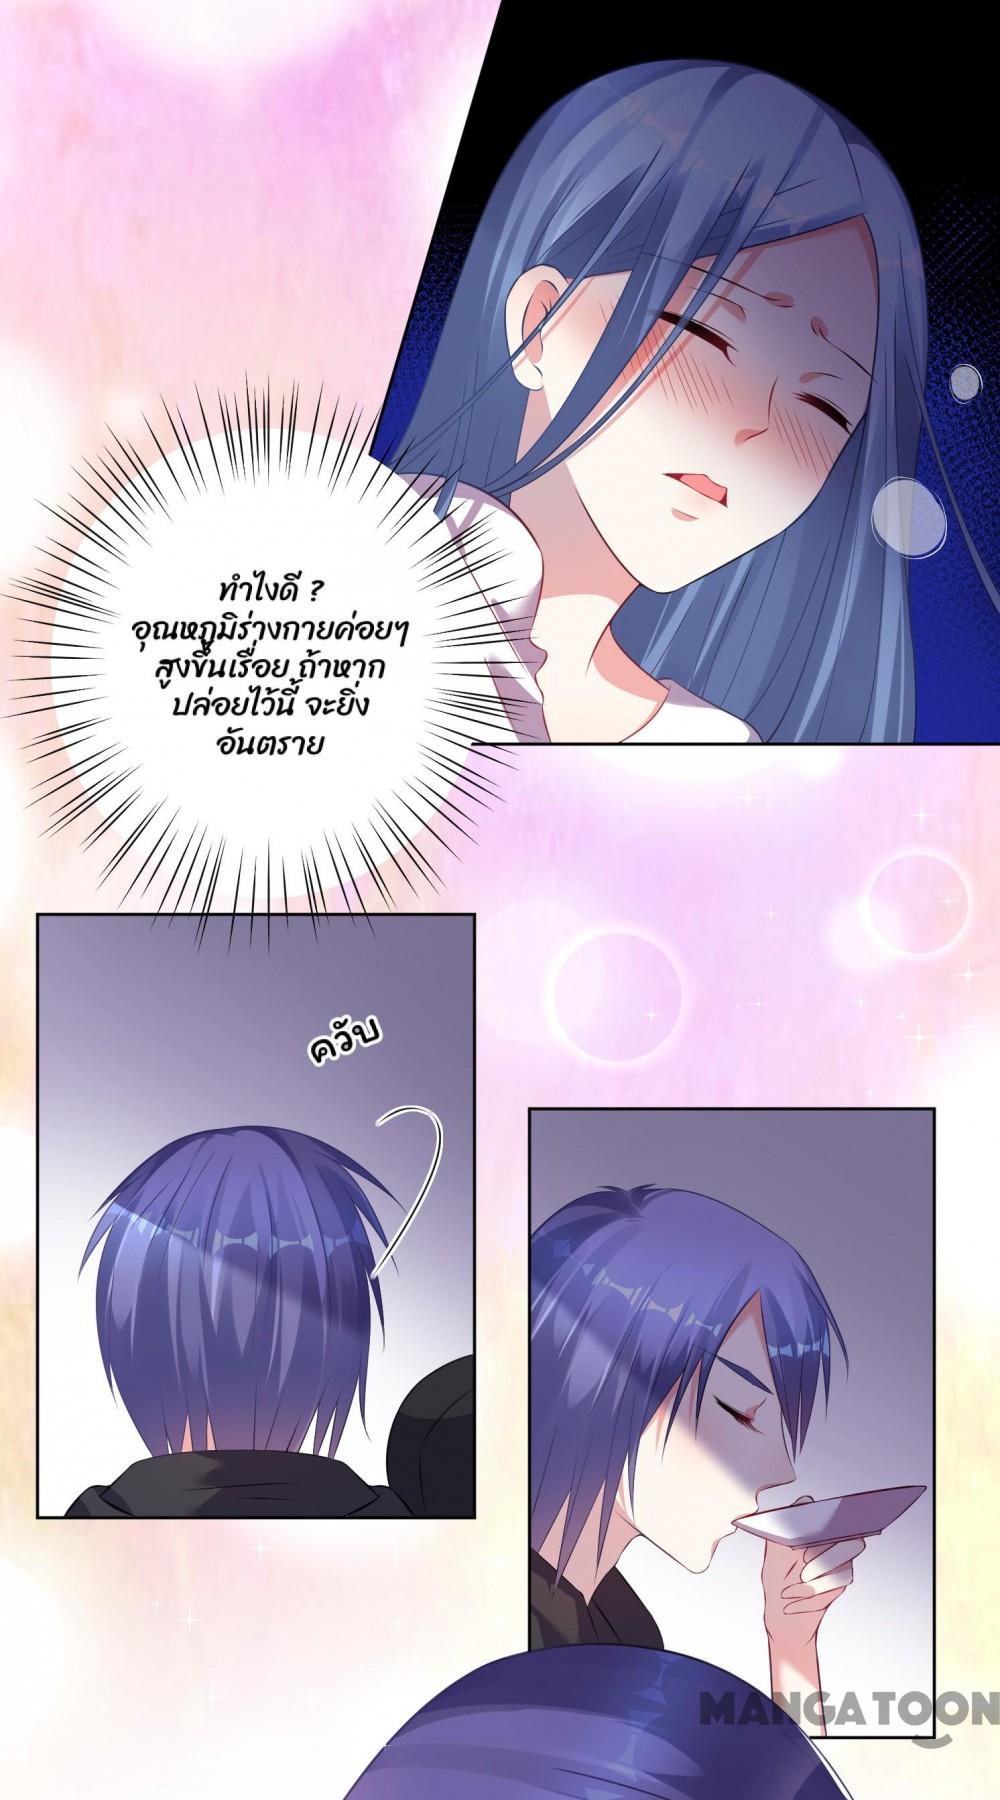 ทำไงดี ?
อุณหภูมิร่างกายค่อยๆ
สูงขึ้นเรื่อย ถ้าหาก
ปล่อยไว้นี้ จะยิ่ง
อันตราย
ควับ
MANGATOON